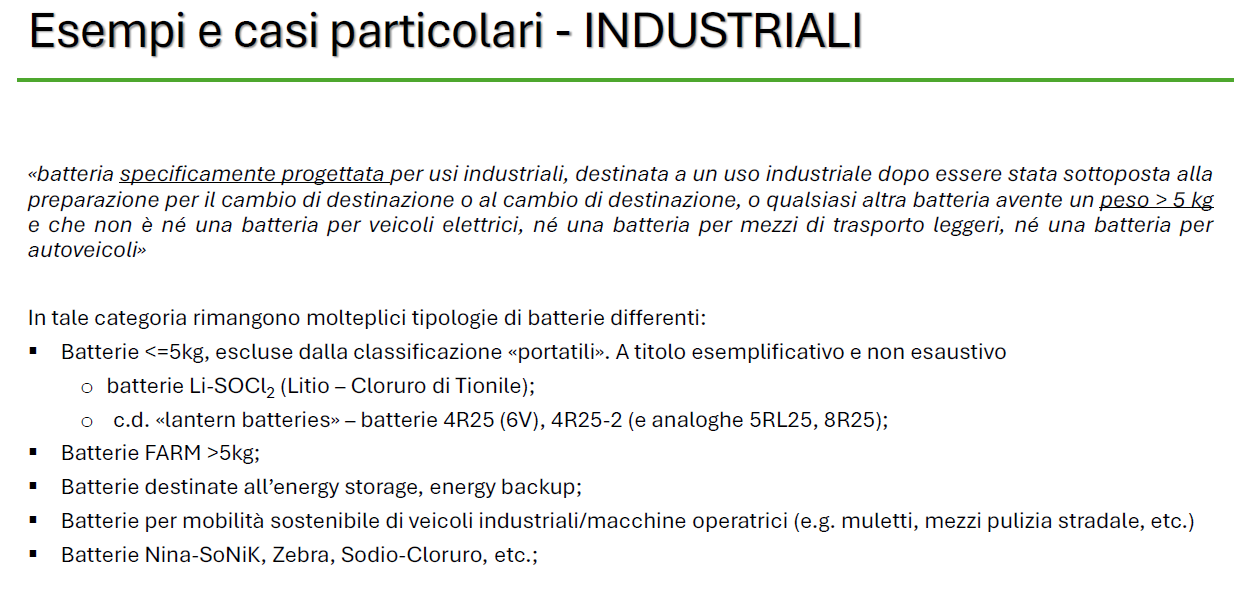 Esempi e casi particolari - INDUSTRIALI
«batteria specificamente progettata per usi industriali, destinata a un uso industriale dopo essere stata sottoposta alla
preparazione per il cambio di destinazione o al cambio di destinazione, o qualsiasi altra batteria avente un peso > 5 kg
e che non è né una batteria per veicoli elettrici, né una batteria per mezzi di trasporto leggeri, né una batteria per
autoveicoli»
In tale categoria rimangono molteplici tipologie di batterie differenti:
▪ Batterie <=5kg, escluse dalla classificazione «portatili». A titolo esemplificativo e non esaustivo
o batterie Li-SOCl₂ (Litio – Cloruro di Tionile);
o c.d. «lantern batteries» – batterie 4R25 (6V), 4R25-2 (e analoghe 5RL25, 8R25);
▪ Batterie FARM >5kg;
▪ Batterie destinate all’energy storage, energy backup;
▪ Batterie per mobilità sostenibile di veicoli industriali/macchine operatrici (e.g. muletti, mezzi pulizia stradale, etc.)
▪ Batterie Nina-SoNiK, Zebra, Sodio-Cloruro, etc.;